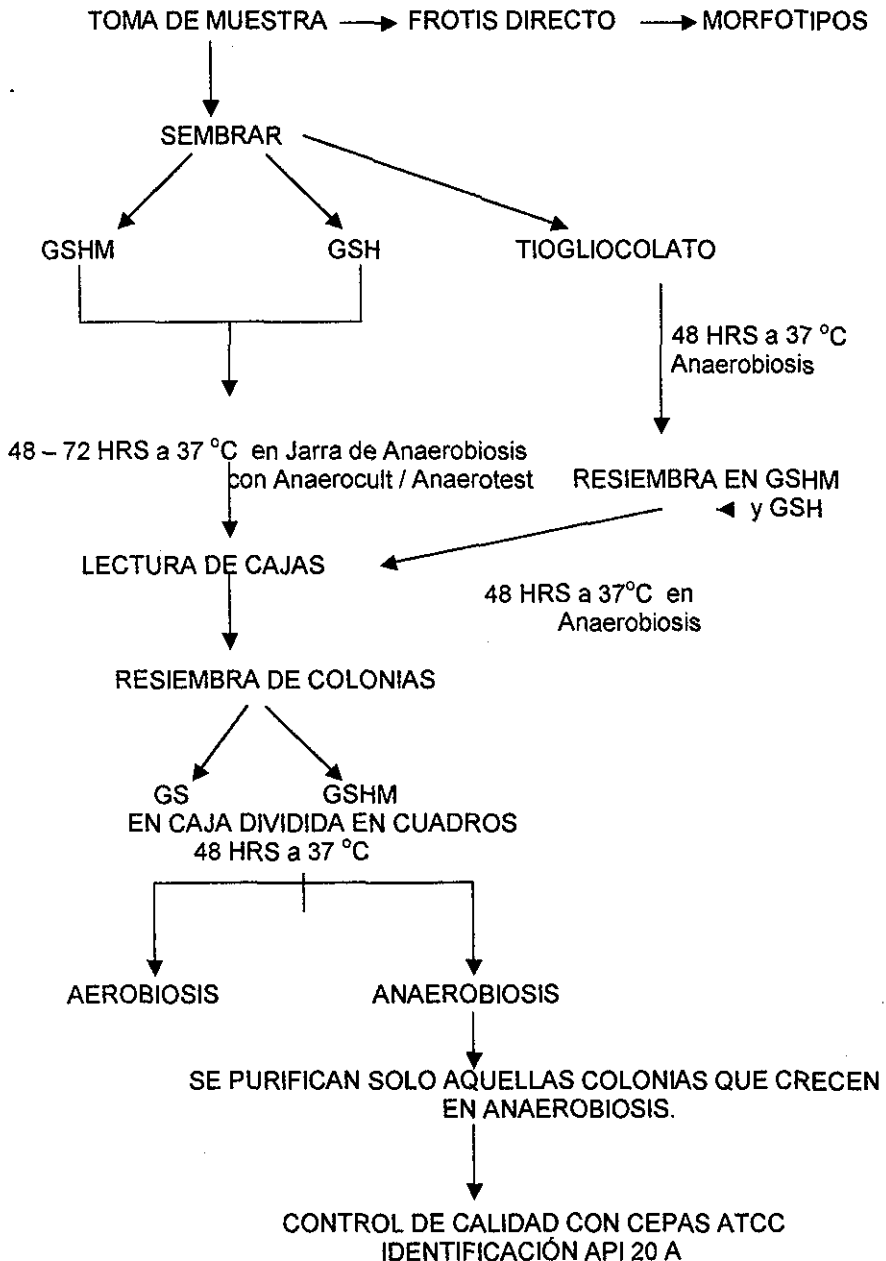 TOMA DE MUESTRA FROTIS DIRECTO MORFOTIPOS
SEMBRAR
GSHM GSH TIOGLIOCOLATO
48 HRS a 37 °C
Anaerobiosis
48 – 72 HRS a 37 °C en Jarra de Anaerobiosis
con Anaerocult / Anaerotest
RESIEMBRA EN GSHM
y GSH
LECTURA DE CAJAS
48 HRS a 37°C en
Anaerobiosis
RESIEMBRA DE COLONIAS
GS GSHM
EN CAJA DIVIDIDA EN CUADROS
48 HRS a 37 °C
AEROBIOSIS ANAEROBIOSIS
SE PURIFICAN SOLO AQUELLAS COLONIAS QUE CRECEN
EN ANAEROBIOSIS.
CONTROL DE CALIDAD CON CEPAS ATCC
IDENTIFICACIÓN API 20 A